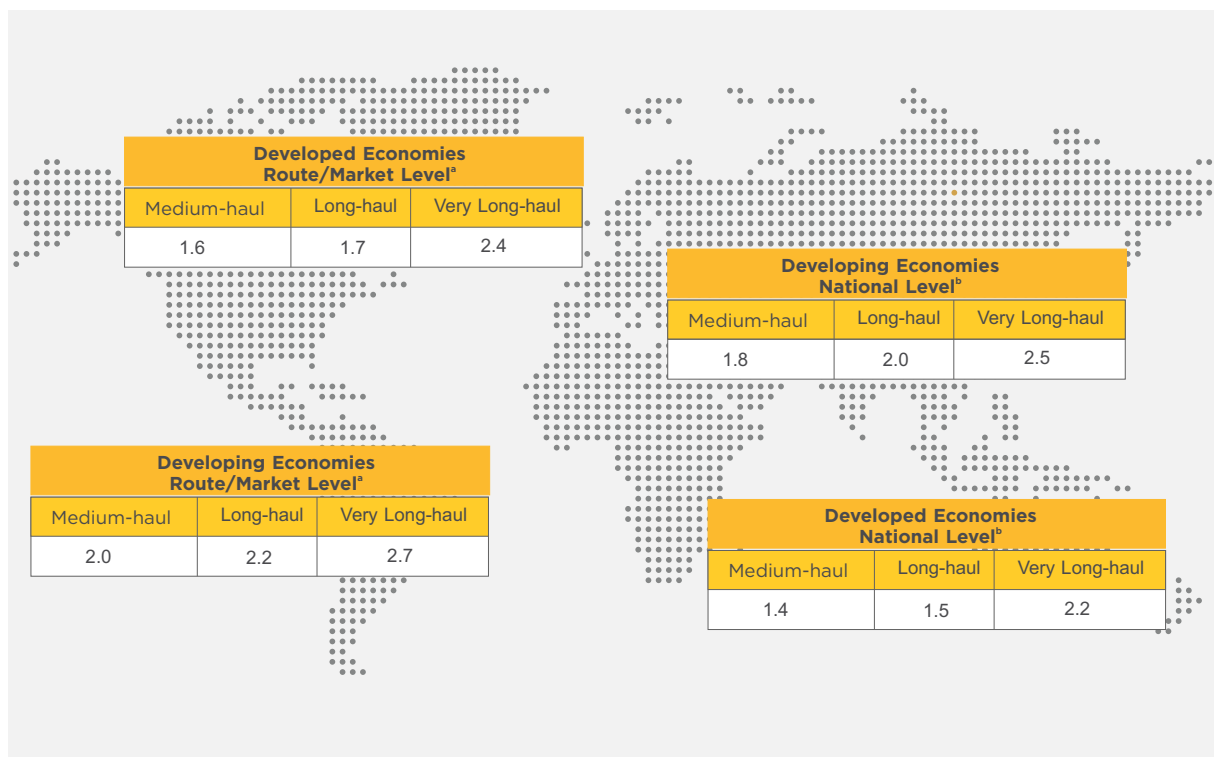 Developed Economies
Route/Market Levelᵃ
Medium-haul Long-haul Very Long-haul
1.6 1.7 2.4
Developing Economies
National Levelᵇ
Medium-haul Long-haul Very Long-haul
1.8 2.0 2.5
Developing Economies
Route/Market Levelᵃ
Medium-haul Long-haul Very Long-haul
2.0 2.2 2.7
Developed Economies
National Levelᵇ
Medium-haul Long-haul Very Long-haul
1.4 1.5 2.2